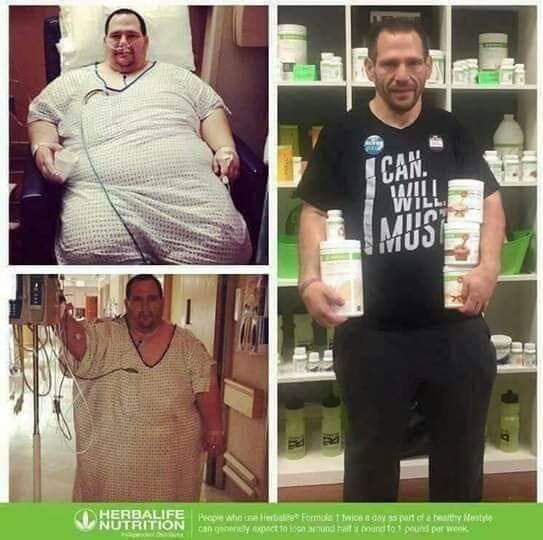 I CAN.
WILL
MUST
HERBALIFE
NUTRITION
Independent Distributor
People who use Herbalife® Formula 1 twice a day as part of a healthy lifestyle
can generally expect to lose around half a pound to 1 pound per week.